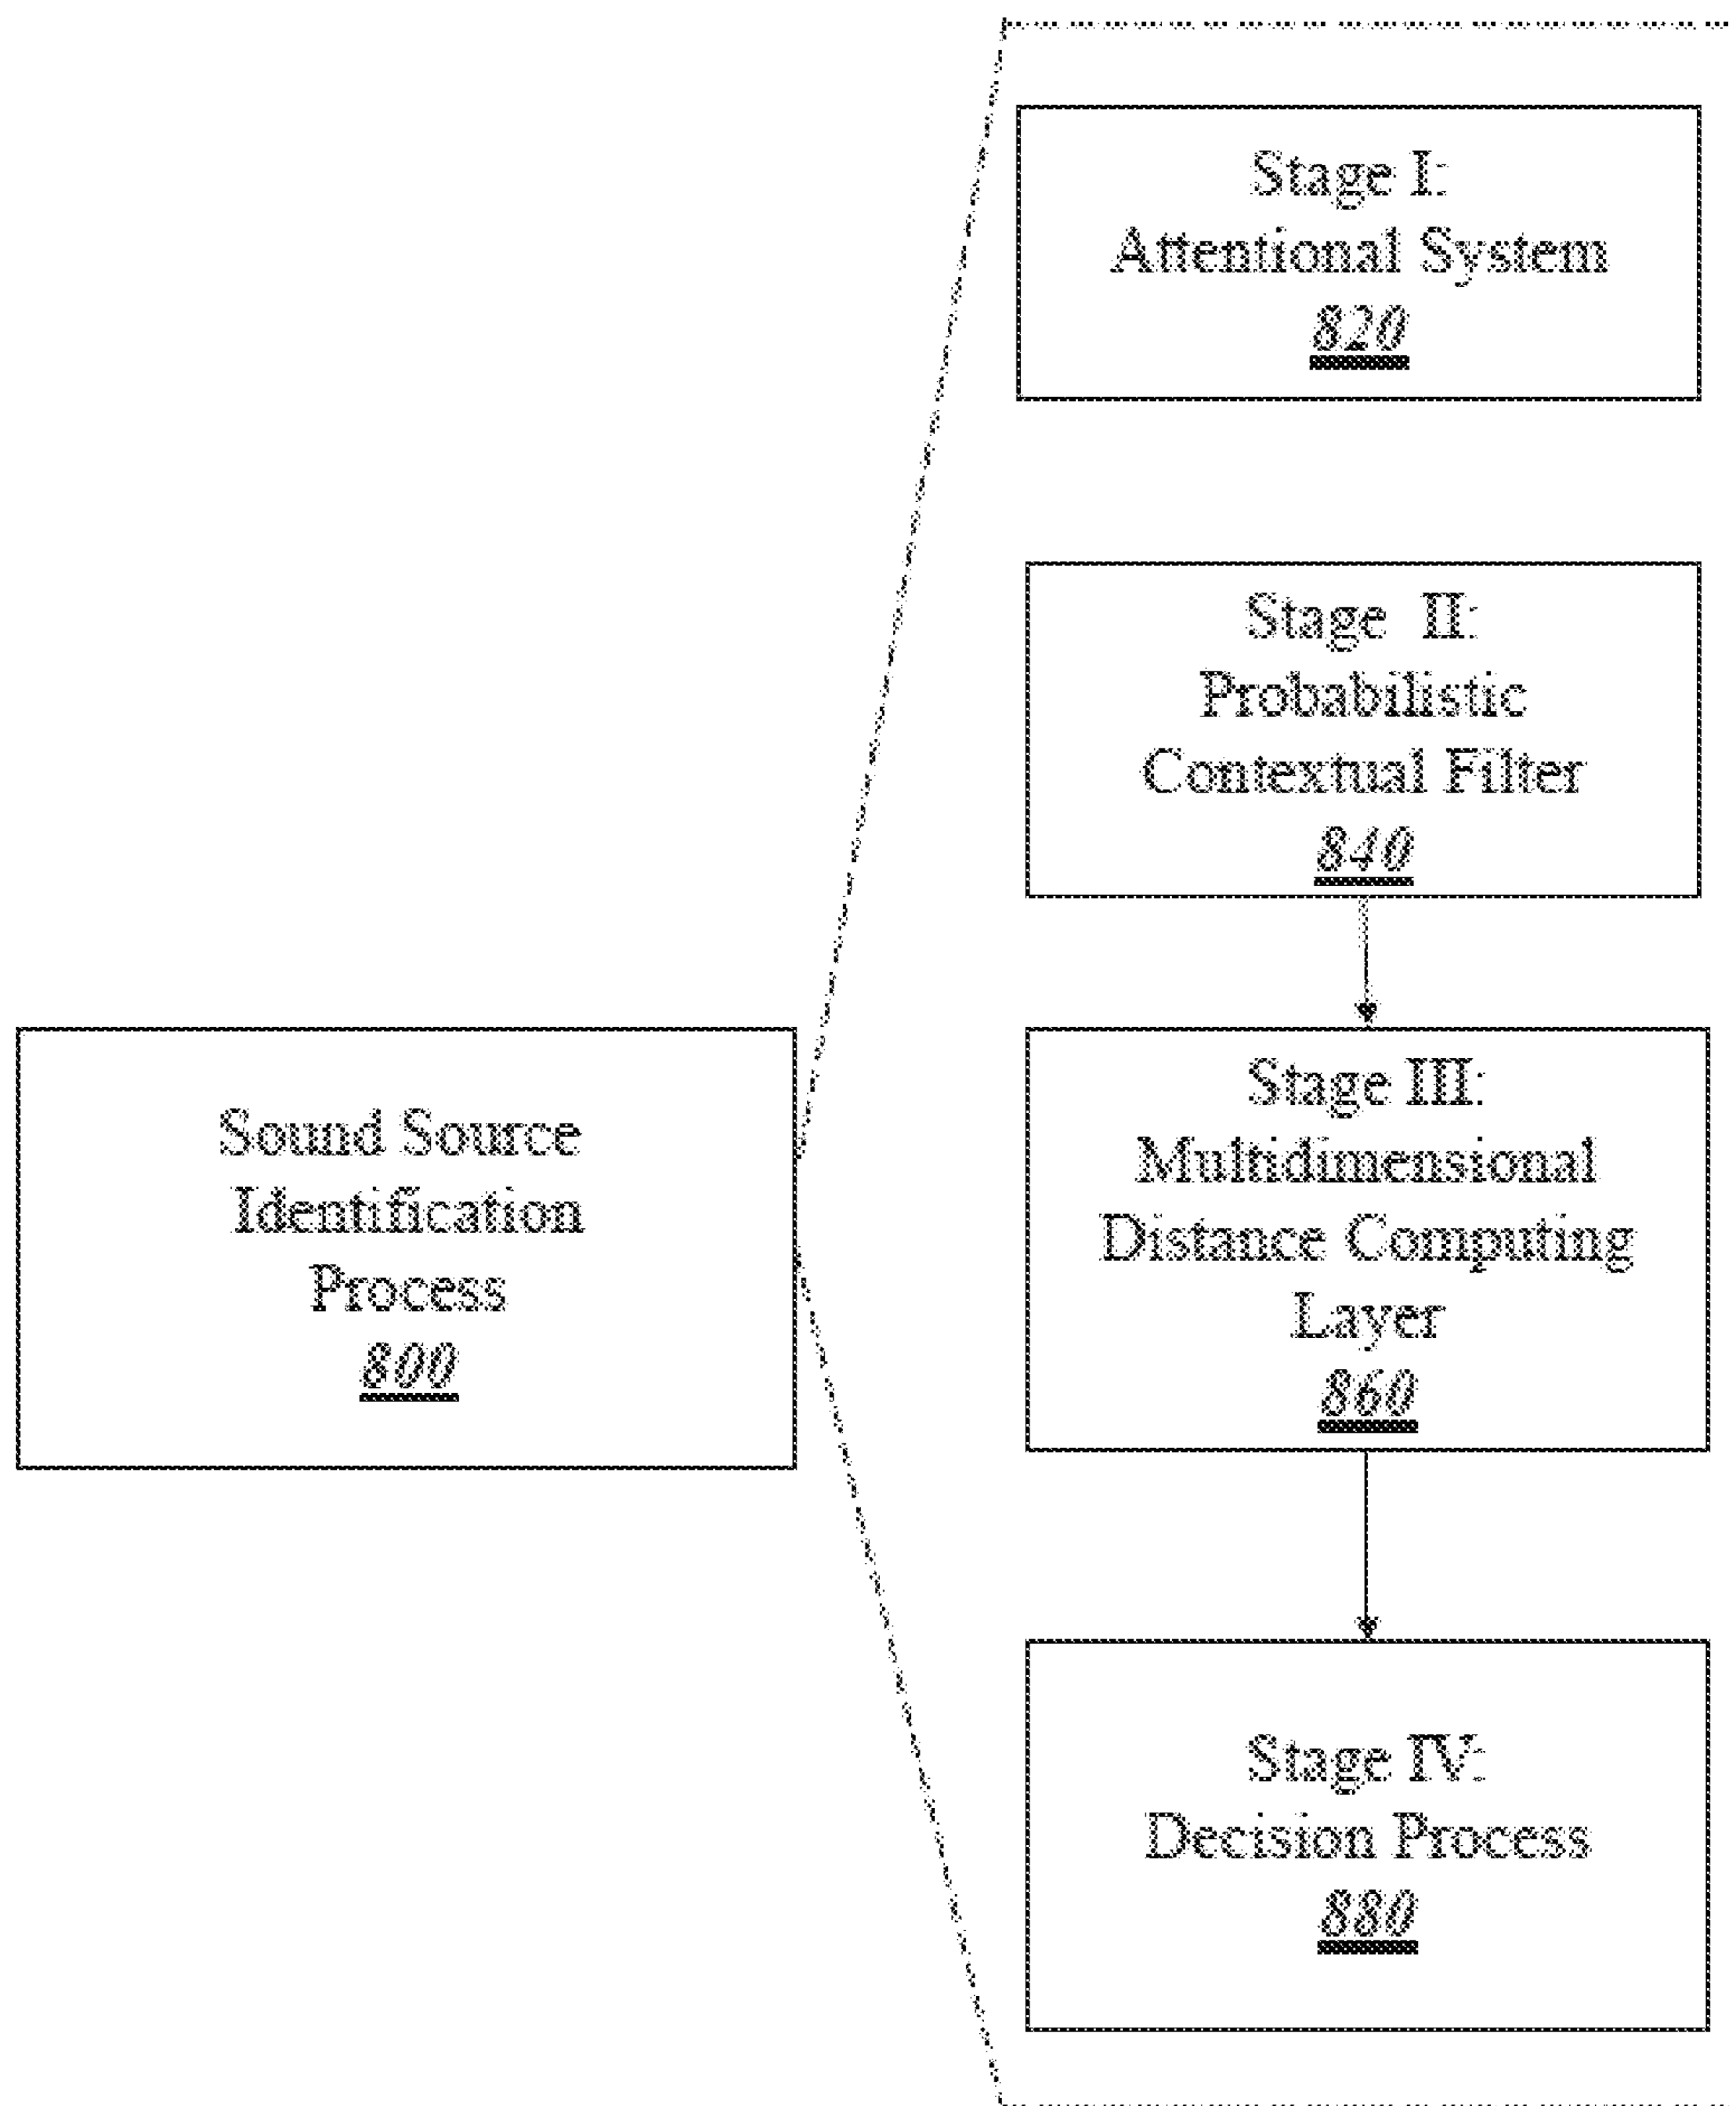 Stage I:
Attentional System
820
Stage II:
Probabilistic
Contextual Filter
840
Sound Source
Identification
Process
800
Stage III:
Multidimensional
Distance Computing
Layer
860
Stage IV:
Decision Process
880